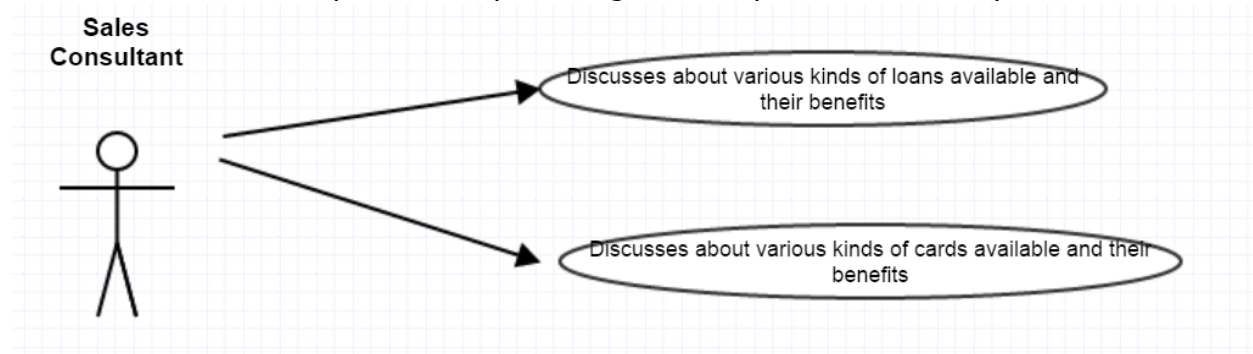 Sales
Consultant
Discusses about various kinds of loans available and
their benefits
Discusses about various kinds of cards available and their
benefits